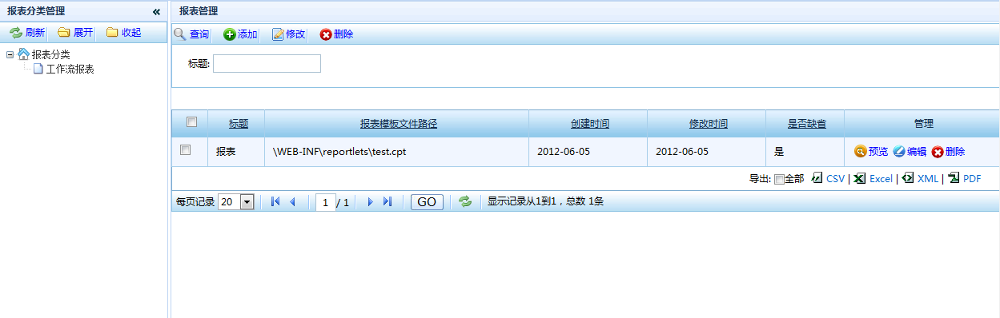 报表分类管理
刷新 展开 收起
报表分类
工作流报表
报表管理
查询 添加 修改 删除
标题:
标题 报表模板文件路径 创建时间 修改时间 是否缺省 管理
报表 \WEB-INF\reportlets\test.cpt 2012-06-05 2012-06-05 是 预览 编辑 删除
导出: 全部 CSV | Excel | XML | PDF
每页记录 20 1 / 1 GO 显示记录从1到1，总数 1条